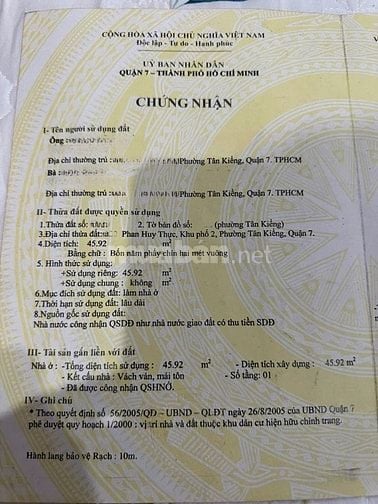 CỘNG HÒA XÃ HỘI CHỦ NGHĨA VIỆT NAM
Độc lập - Tự do - Hạnh phúc
UỶ BAN NHÂN DÂN
QUẬN 7 – THÀNH PHỐ HỒ CHÍ MINH
CHỨNG NHẬN
I- Tên người sử dụng đất
Ông
Địa chỉ thường trú : /Phường Tân Kiểng, Quận 7. TPHCM
Bà
Địa chỉ thường trú : /Phường Tân Kiểng, Quận 7. TPHCM
II- Thửa đất được quyền sử dụng
1.Thửa đất số: 2. Tờ bản đồ số: (phường Tân Kiểng)
3.Địa chỉ thửa đất: Phan Huy Thực, Khu phố 2, Phường Tân Kiểng, Quận 7.
4.Diện tích: 45.92 m2
Bằng chữ: Bốn năm phảy chín hai mét vuông
5. Hình thức sử dụng:
+Sử dụng riêng: 45.92 m2
+Sử dụng chung: không m2
6.Mục đích sử dụng đất: làm nhà ở
7.Thời hạn sử dụng đất: lâu dài
8.Nguồn gốc sử dụng đất:
Nhà nước công nhận QSDĐ như nhà nước giao đất có thu tiền SDĐ
III- Tài sản gắn liền với đất
Nhà ở : -Tổng diện tích sử dụng : 45.92 m2 - Diện tích xây dựng : 45.92 m2
- Kết cấu nhà : Vách ván, mái tôn - Số tầng: 01
- Đã được công nhận QSHNỞ.
IV- Ghi chú
* Theo quyết định số 56/2005/QĐ – UBND – QLĐT ngày 26/8/2005 của UBND Quận 7
phê duyệt quy hoạch 1/2000 : vị trí nhà và đất thuộc khu dân cư hiện hữu chỉnh trang.
Hành lang bảo vệ Rạch : 10m.